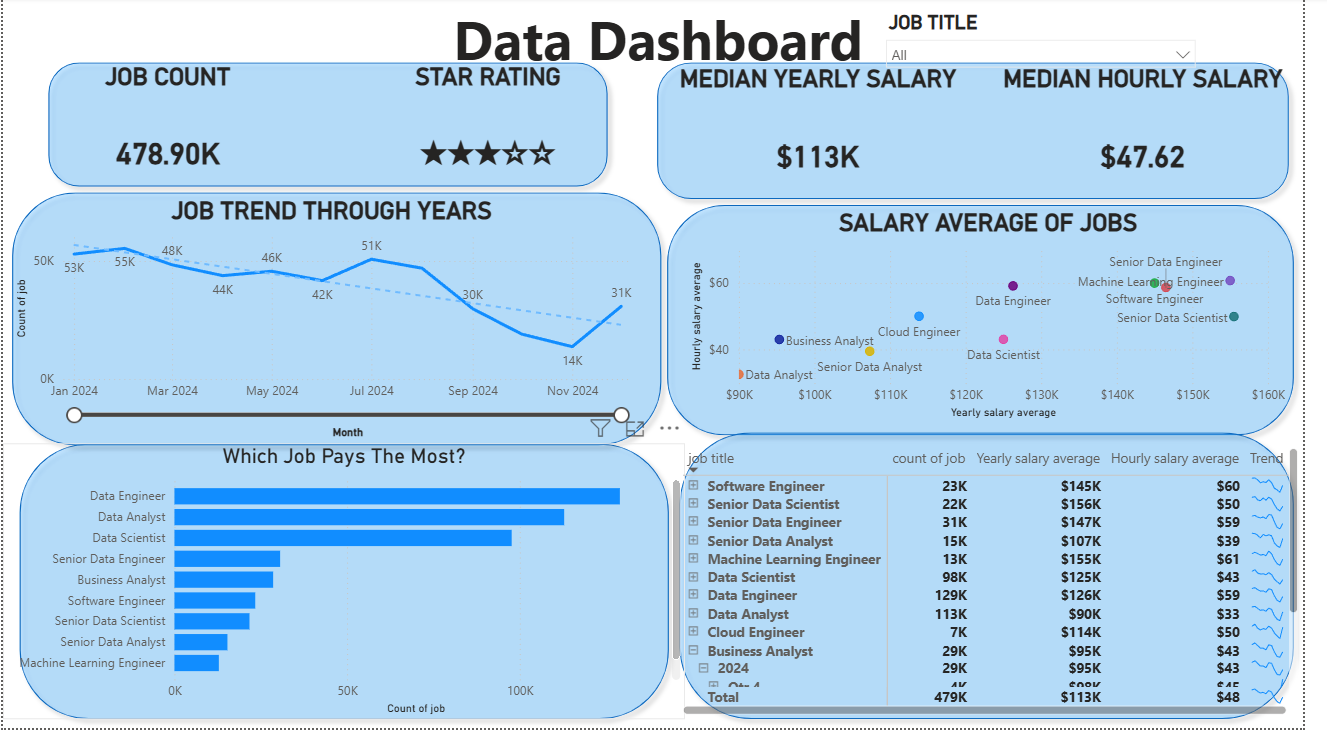 Data Dashboard
JOB TITLE
All
JOB COUNT
STAR RATING
478.90K
★★★☆☆
MEDIAN YEARLY SALARY
MEDIAN HOURLY SALARY
$113K
$47.62
JOB TREND THROUGH YEARS
Count of job
50K
0K
53K
55K
48K
44K
46K
42K
51K
30K
14K
31K
Jan 2024
Mar 2024
May 2024
Jul 2024
Sep 2024
Nov 2024
Month
SALARY AVERAGE OF JOBS
Hourly salary average
$60
$40
Senior Data Engineer
Machine Learning Engineer
Software Engineer
Data Engineer
Senior Data Scientist
Cloud Engineer
Business Analyst
Data Scientist
Senior Data Analyst
Data Analyst
$90K
$100K
$110K
$120K
$130K
$140K
$150K
$160K
Yearly salary average
Which Job Pays The Most?
Data Engineer
Data Analyst
Data Scientist
Senior Data Engineer
Business Analyst
Software Engineer
Senior Data Scientist
Senior Data Analyst
Machine Learning Engineer
0K
50K
100K
Count of job
job title count of job Yearly salary average Hourly salary average Trend
Software Engineer 23K $145K $60
Senior Data Scientist 22K $156K $50
Senior Data Engineer 31K $147K $59
Senior Data Analyst 15K $107K $39
Machine Learning Engineer 13K $155K $61
Data Scientist 98K $125K $43
Data Engineer 129K $126K $59
Data Analyst 113K $90K $33
Cloud Engineer 7K $114K $50
Business Analyst 29K $95K $43
2024 29K $95K $43
Qtr 4 4K $98K $45
Total 479K $113K $48